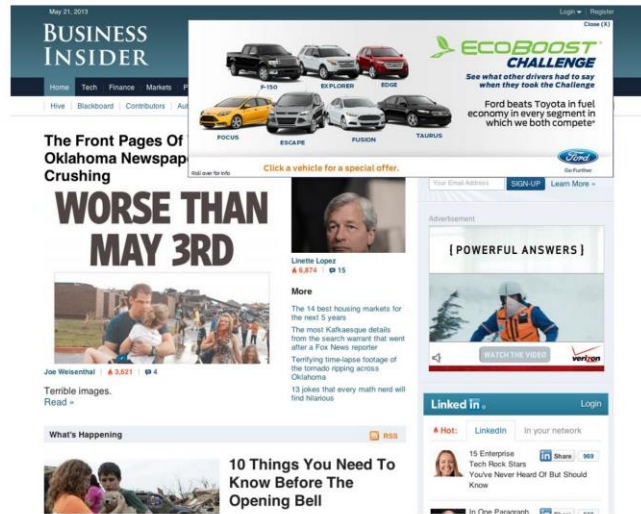 May 21, 2013
Login
Register
BUSINESS
INSIDER
Close (X)
ECOBOOST
CHALLENGE
See what other drivers had to say
when they took the Challenge
Ford beats Toyota in fuel
economy in every segment in
which we both compete*
F-150
EXPLORER
EDGE
FOCUS
ESCAPE
FUSION
TAURUS
Ford
Go Further
Roll over for info
Click a vehicle for a special offer.
Home Tech Finance Markets
Hive Blackboard Contributors
The Front Pages Of
Oklahoma
Crushing
WORSE THAN
MAY 3RD
Joe Weisenthal 3,621 4
Terrible images.
Read »
Linette Lopez
6,874 15
More
The 14 best housing markets for
the next 5 years
The most Kafkaesque details
from the search warrant that went
after a Fox News reporter
Terrifying time-lapse footage of
the tornado ripping across
Oklahoma
13 jokes that every math nerd will
find hilarious
Your Email Address SIGN-UP Learn More »
Advertisement
{ POWERFUL ANSWERS }
WATCH THE VIDEO
verizon
Linked in. Login
Hot: LinkedIn In your network
15 Enterprise
Tech Rock Stars
You've Never Heard Of But Should
Know
in Share 969
In One Paragraph
What's Happening
RSS
10 Things You Need To
Know Before The
Opening Bell